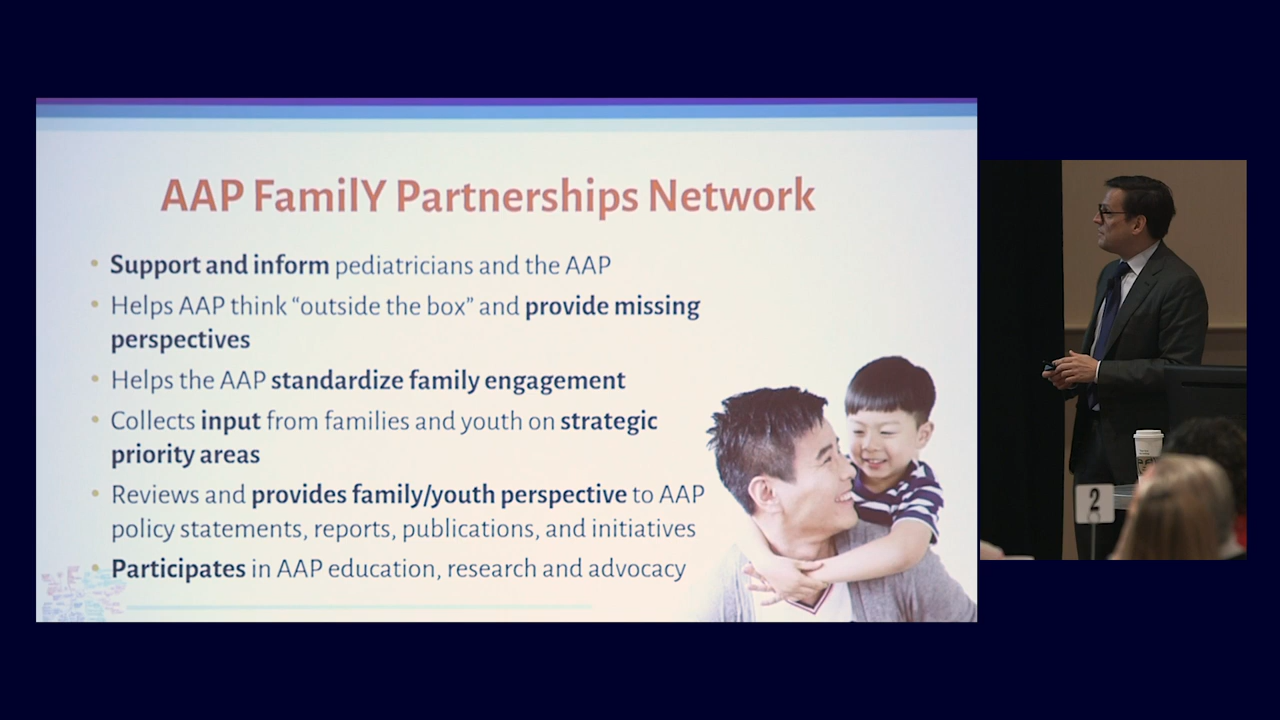 AAP FamilY Partnerships Network
• Support and inform pediatricians and the AAP
• Helps AAP think “outside the box” and provide missing
perspectives
• Helps the AAP standardize family engagement
• Collects input from families and youth on strategic
priority areas
• Reviews and provides family/youth perspective to AAP
policy statements, reports, publications, and initiatives
• Participates in AAP education, research and advocacy
2